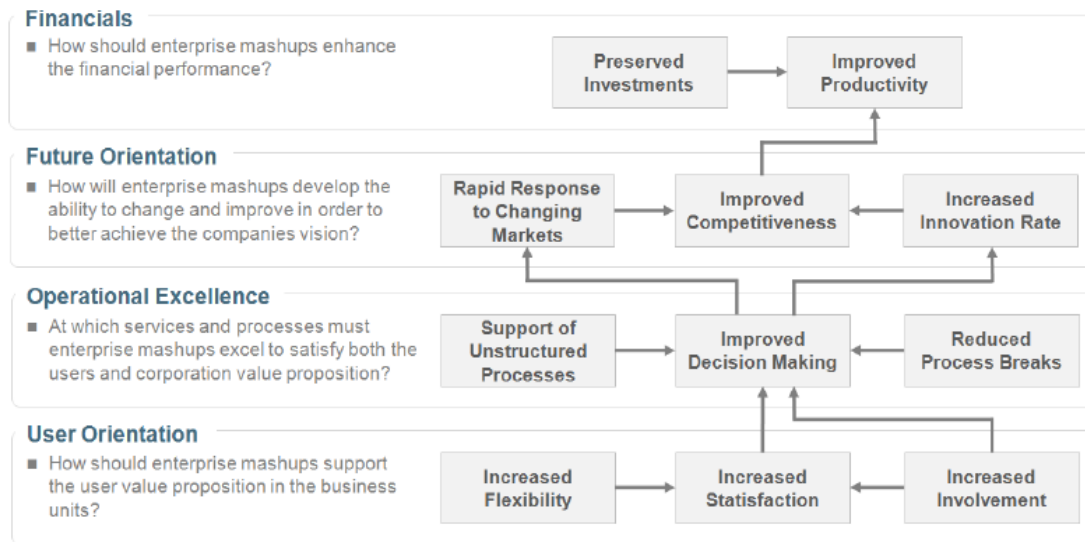 Financials
■ How should enterprise mashups enhance
the financial performance?
Preserved
Investments
Improved
Productivity
Future Orientation
■ How will enterprise mashups develop the
ability to change and improve in order to
better achieve the companies vision?
Rapid Response
to Changing
Markets
Improved
Competitiveness
Increased
Innovation Rate
Operational Excellence
■ At which services and processes must
enterprise mashups excel to satisfy both the
users and corporation value proposition?
Support of
Unstructured
Processes
Improved
Decision Making
Reduced
Process Breaks
User Orientation
■ How should enterprise mashups support
the user value proposition in the business
units?
Increased
Flexibility
Increased
Statisfaction
Increased
Involvement